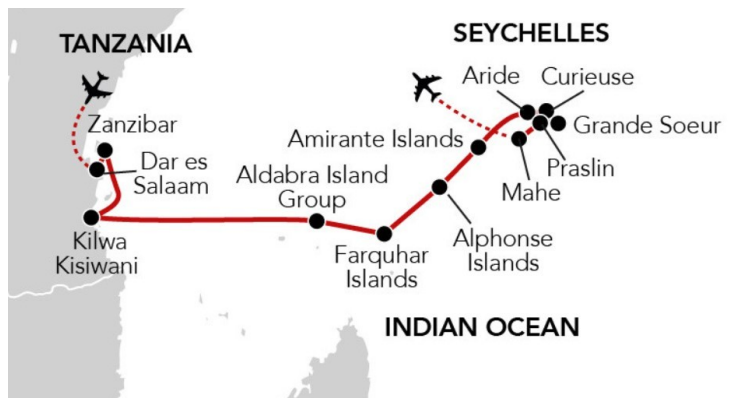 TANZANIA
SEYCHELLES
Aride
Curieuse
Zanzibar
Grande Soeur
Amirante Islands
Dar es
Salaam
Praslin
Aldabra Island
Group
Mahe
Kilwa
Kisiwani
Alphonse
Islands
Farquhar
Islands
INDIAN OCEAN